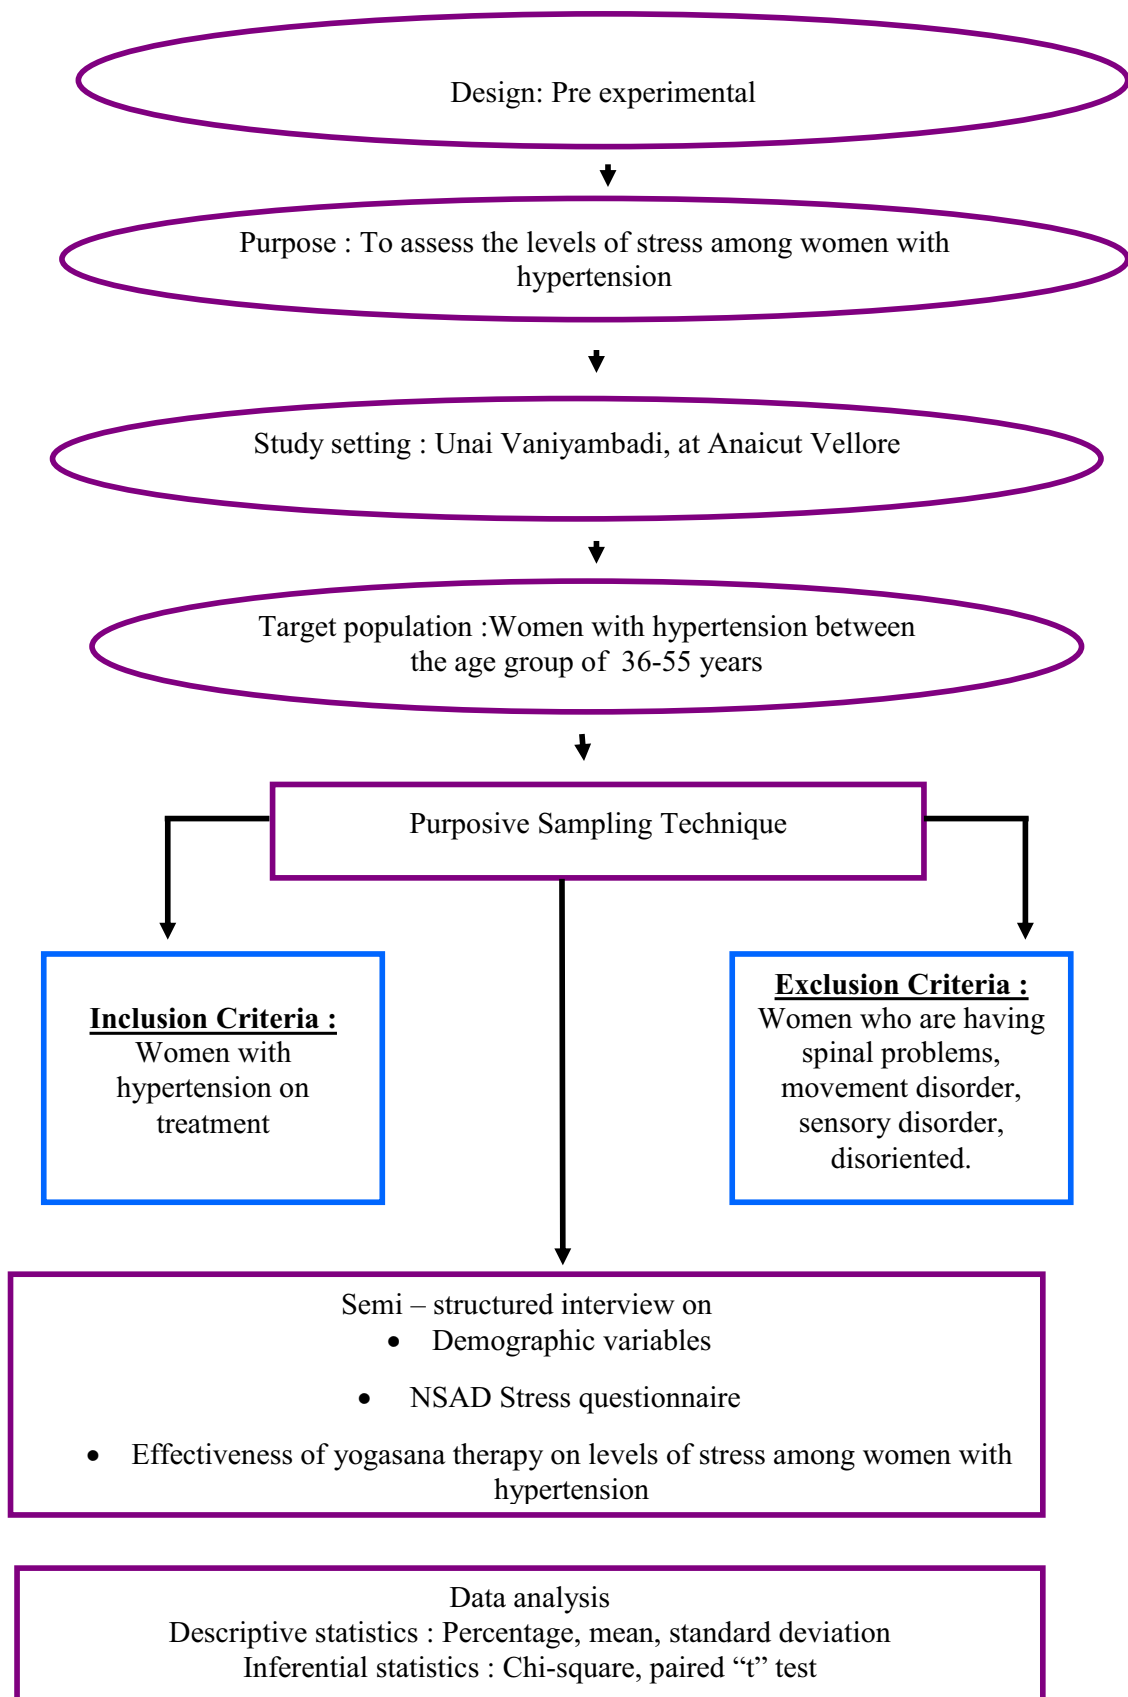 Design: Pre experimental
Purpose : To assess the levels of stress among women with
hypertension
Study setting : Unai Vaniyambadi, at Anaicut Vellore
Target population :Women with hypertension between
the age group of  36-55 years
Purposive Sampling Technique
Inclusion Criteria :
Women with
hypertension on
treatment
Exclusion Criteria :
Women who are having
spinal problems,
movement disorder,
sensory disorder,
disoriented.
Semi – structured interview on
• Demographic variables
• NSAD Stress questionnaire
• Effectiveness of yogasana therapy on levels of stress among women with
hypertension
Data analysis
Descriptive statistics : Percentage, mean, standard deviation
Inferential statistics : Chi-square, paired “t” test